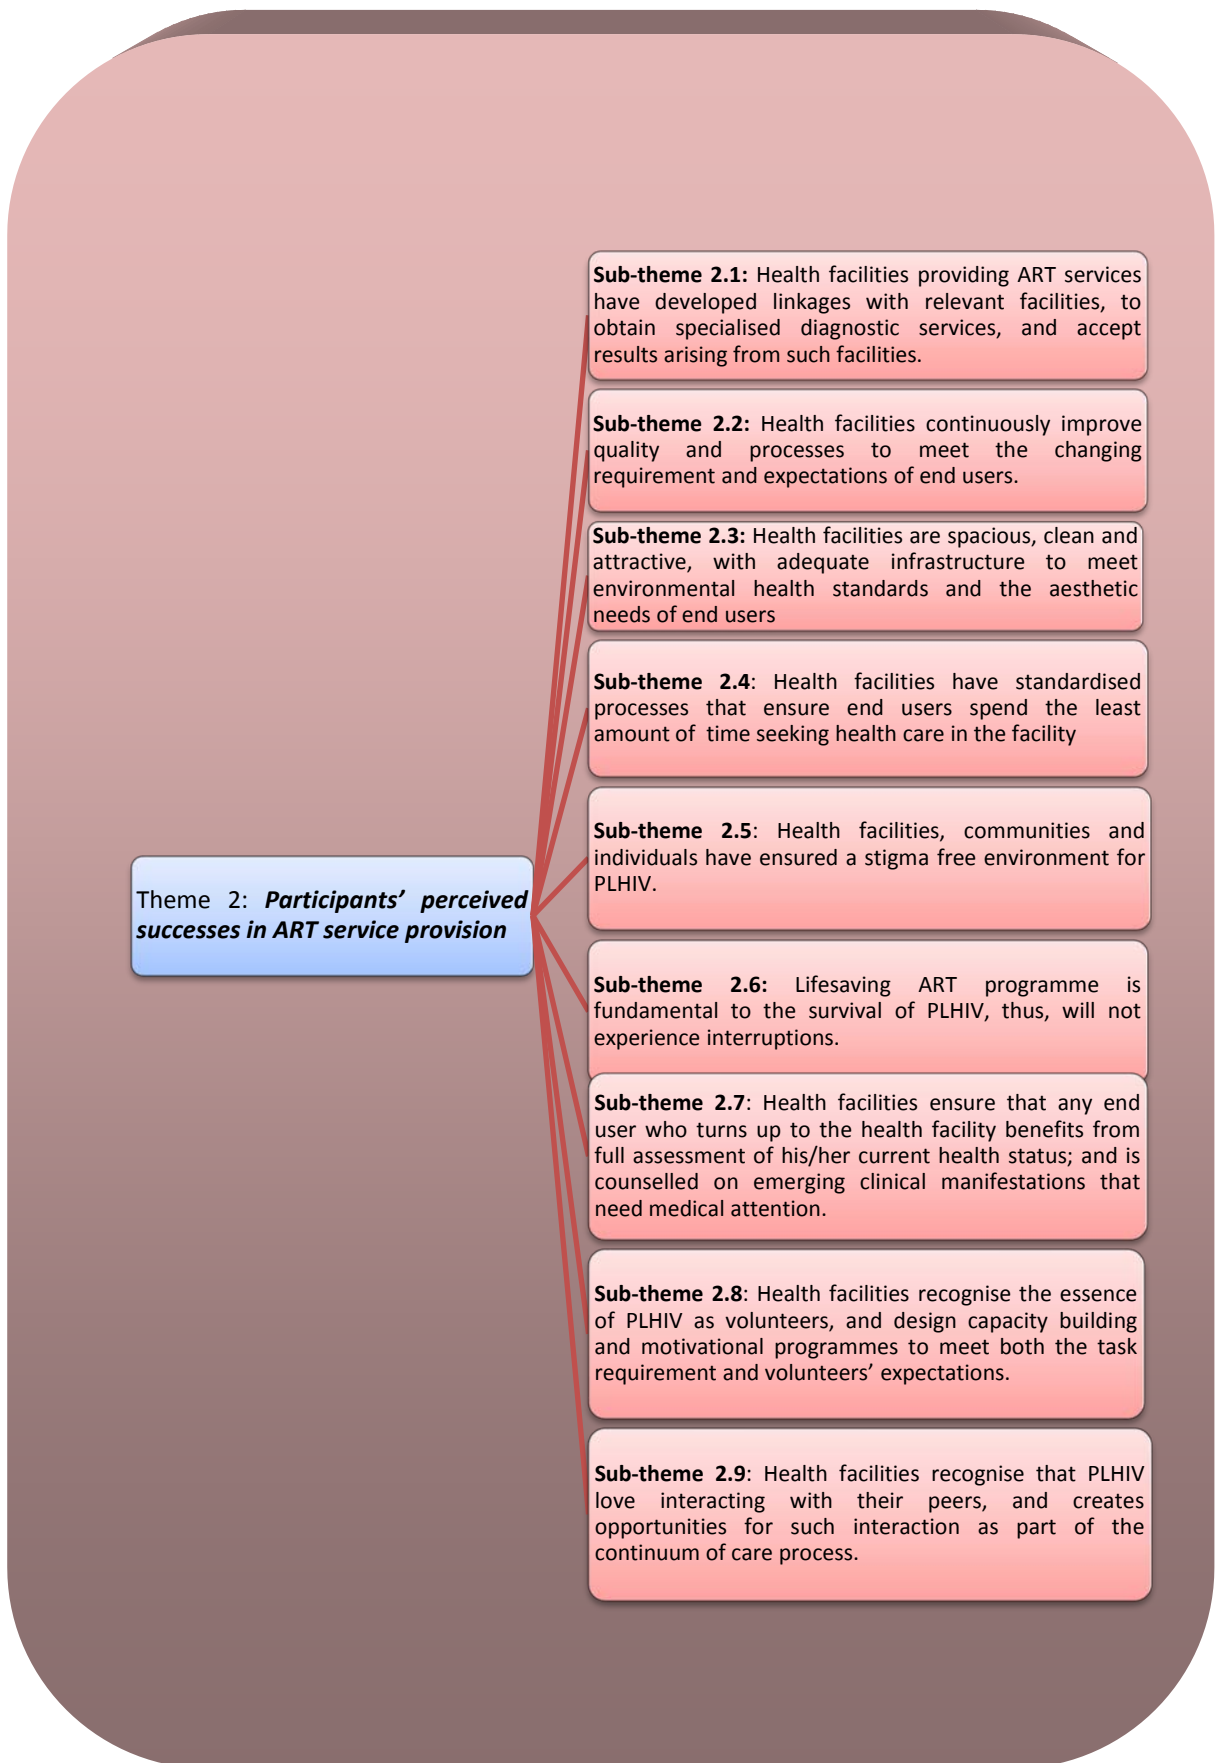 Sub-theme 2.1: Health facilities providing ART services
have developed linkages with relevant facilities, to
obtain specialised diagnostic services, and accept
results arising from such facilities.
Sub-theme 2.2: Health facilities continuously improve
quality and processes to meet the changing
requirement and expectations of end users.
Sub-theme 2.3: Health facilities are spacious, clean and
attractive, with adequate infrastructure to meet
environmental health standards and the aesthetic
needs of end users
Sub-theme 2.4: Health facilities have standardised
processes that ensure end users spend the least
amount of time seeking health care in the facility
Sub-theme 2.5: Health facilities, communities and
individuals have ensured a stigma free environment for
PLHIV.
Theme 2: Participants’ perceived
successes in ART service provision
Sub-theme 2.6: Lifesaving ART programme is
fundamental to the survival of PLHIV, thus, will not
experience interruptions.
Sub-theme 2.7: Health facilities ensure that any end
user who turns up to the health facility benefits from
full assessment of his/her current health status; and is
counselled on emerging clinical manifestations that
need medical attention.
Sub-theme 2.8: Health facilities recognise the essence
of PLHIV as volunteers, and design capacity building
and motivational programmes to meet both the task
requirement and volunteers’ expectations.
Sub-theme 2.9: Health facilities recognise that PLHIV
love interacting with their peers, and creates
opportunities for such interaction as part of the
continuum of care process.